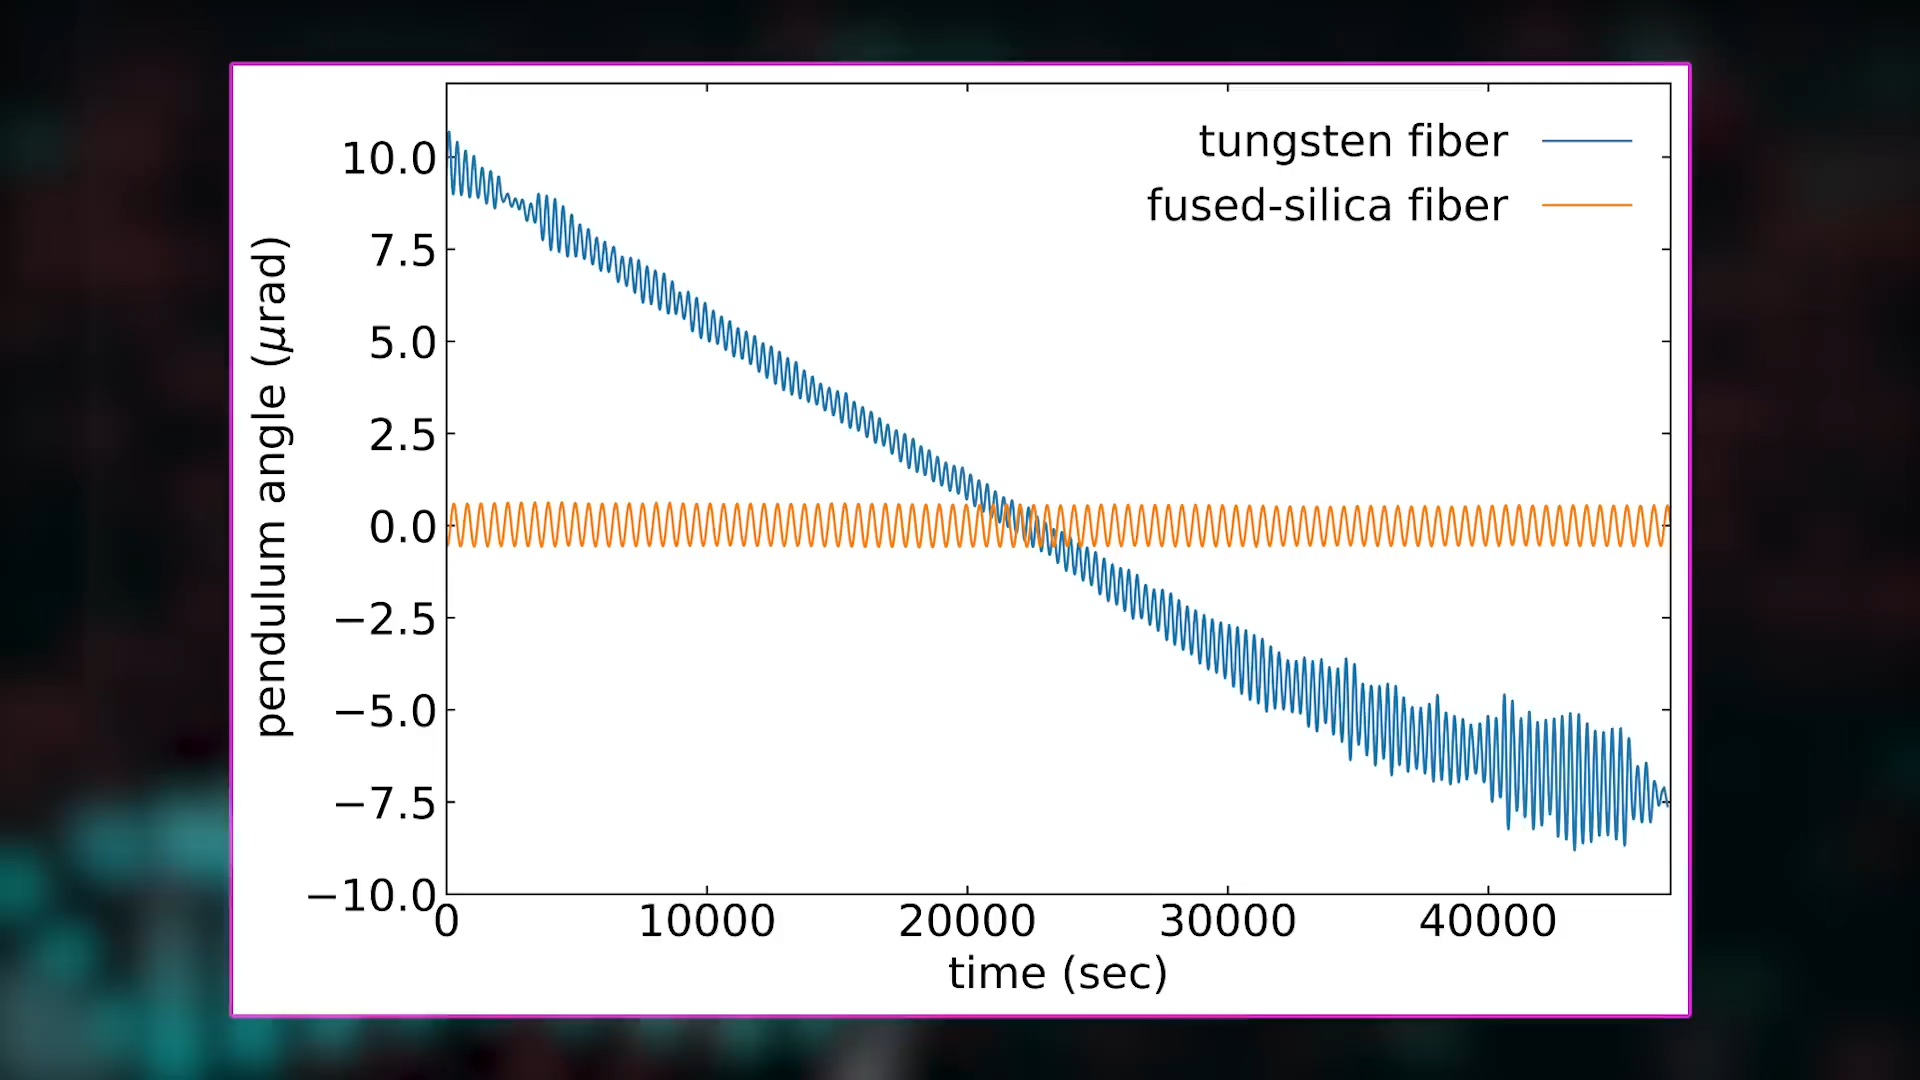 tungsten fiber
fused-silica fiber
pendulum angle (μrad)
10.0
7.5
5.0
2.5
0.0
−2.5
−5.0
−7.5
−10.0
0 10000 20000 30000 40000
time (sec)